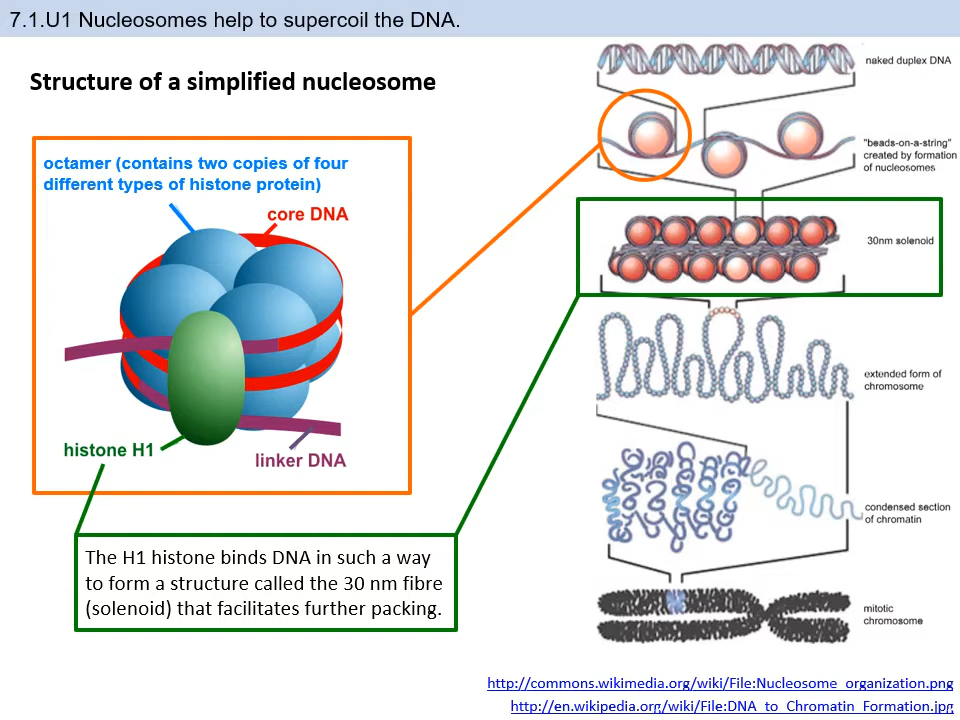 7.1.U1 Nucleosomes help to supercoil the DNA.
Structure of a simplified nucleosome
octamer (contains two copies of four
different types of histone protein)
core DNA
histone H1
linker DNA
The H1 histone binds DNA in such a way
to form a structure called the 30 nm fibre
(solenoid) that facilitates further packing.
naked duplex DNA
"beads-on-a-string"
created by formation
of nucleosomes
30nm solenoid
extended form of
chromosome
condensed section
of chromatin
mitotic
chromosome
http://commons.wikimedia.org/wiki/File:Nucleosome_organization.png
http://en.wikipedia.org/wiki/File:DNA_to_Chromatin_Formation.jpg